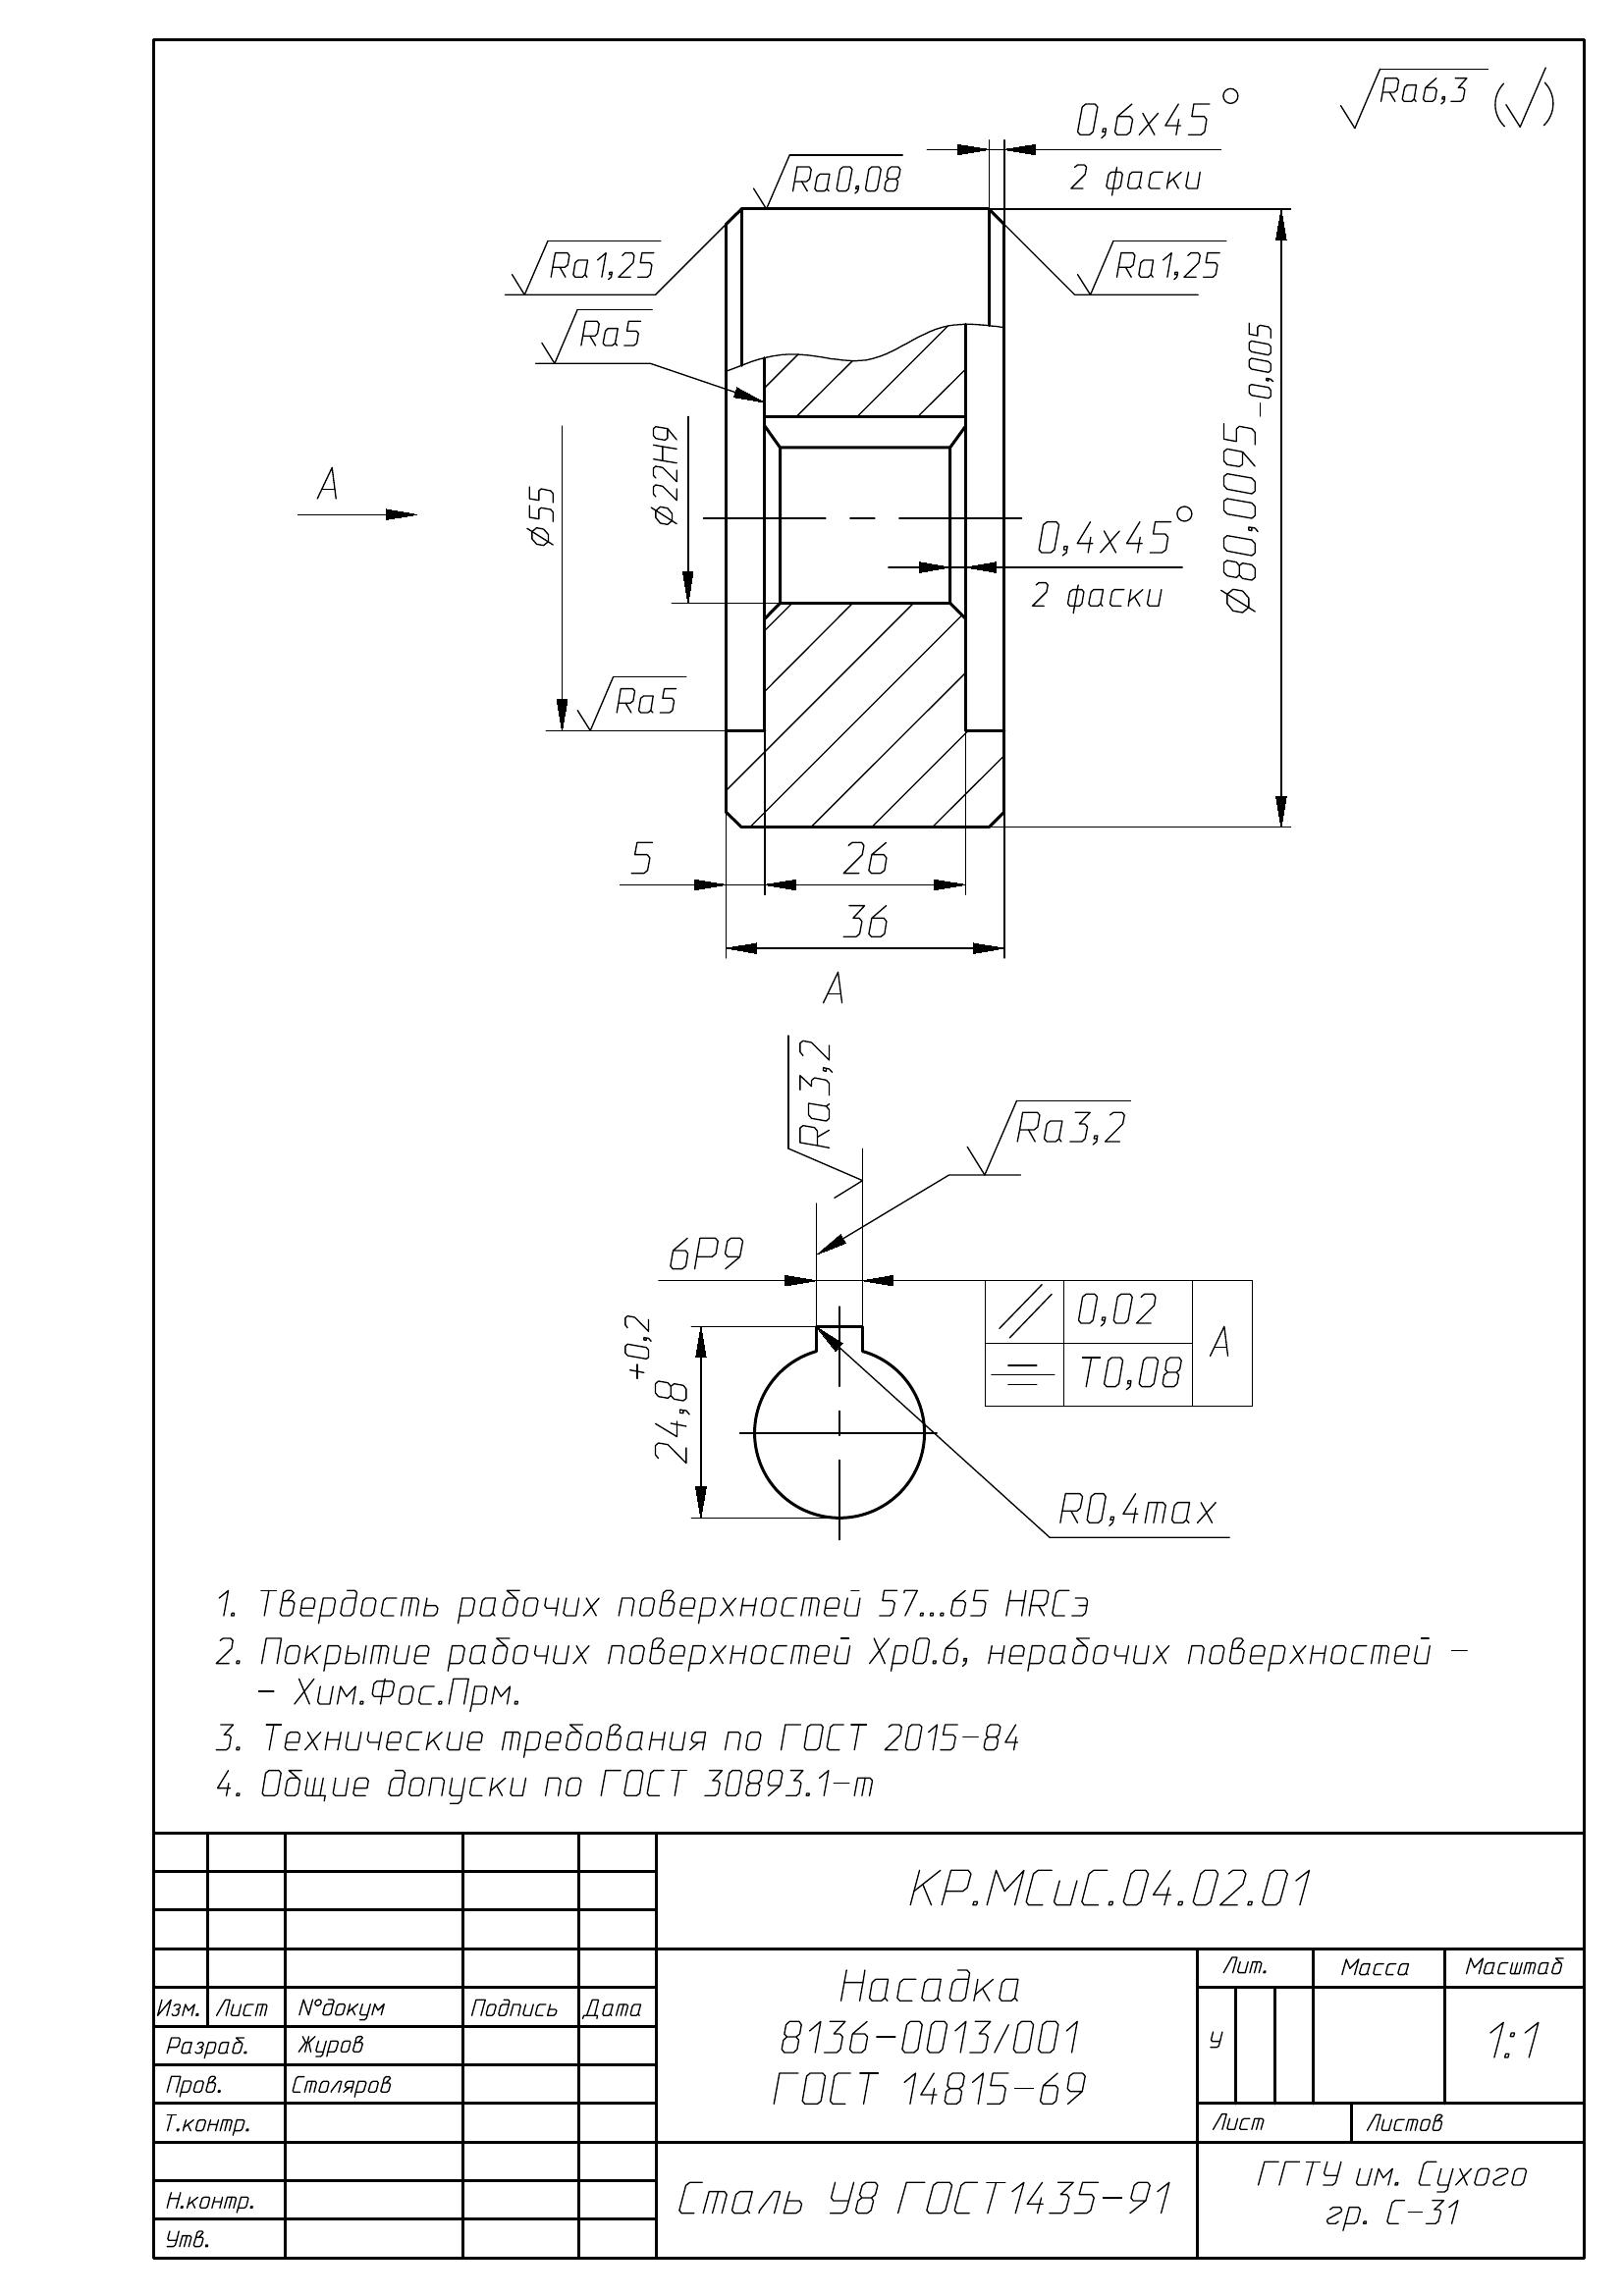 Ra6,3
0,6x45°
2 фаски
Ra0,08
Ra1,25
Ra1,25
Ra5
А
⌀55
⌀22H9
0,4x45°
2 фаски
⌀80,0095 -0,005
Ra5
5
26
36
А
Ra3,2
Ra3,2
6P9
0,02
T0,08
А
24,8 +0,2
R0,4max
1. Твердость рабочих поверхностей 57...65 HRCэ
2. Покрытие рабочих поверхностей Хр0.6, нерабочих поверхностей -
- Хим.Фос.Прм.
3. Технические требования по ГОСТ 2015-84
4. Общие допуски по ГОСТ 30893.1-т
КР.МСиС.04.02.01
Насадка
8136-0013/001
ГОСТ 14815-69
Лит.
Масса
Масштаб
у
1:1
Лист
Листов
Изм.
Лист
N°докум
Подпись
Дата
Разраб.
Журов
Пров.
Столяров
Т.контр.
Н.контр.
Утв.
Сталь У8 ГОСТ1435-91
ГГТУ им. Сухого
гр. С-31